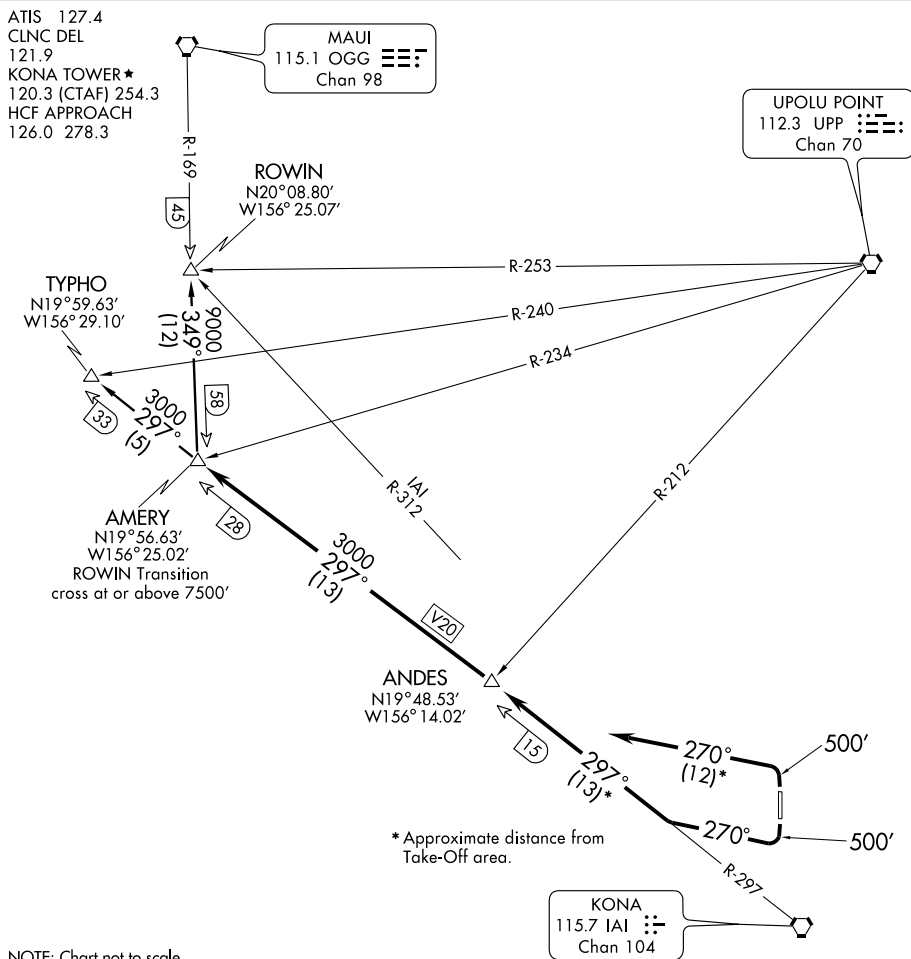 ATIS 127.4
CLNC DEL
121.9
KONA TOWER★
120.3 (CTAF) 254.3
HCF APPROACH
126.0 278.3
MAUI
115.1 OGG
Chan 98
UPOLU POINT
112.3 UPP
Chan 70
R-169
45
ROWIN
N20°08.80'
W156°25.07'
TYPHO
N19°59.63'
W156°29.10'
R-253
R-240
R-234
R-212
9000
349°
(12)
58
3000
297°
(5)
33
AMERY
N19°56.63'
W156°25.02'
ROWIN Transition
cross at or above 7500'
28
IAI
R-312
3000
297°
(13)
V20
ANDES
N19°48.53'
W156°14.02'
15
297°
(13)*
270°
(12)*
500'
270°
500'
* Approximate distance from
Take-Off area.
R-297
KONA
115.7 IAI
Chan 104
NOTE: Chart not to scale